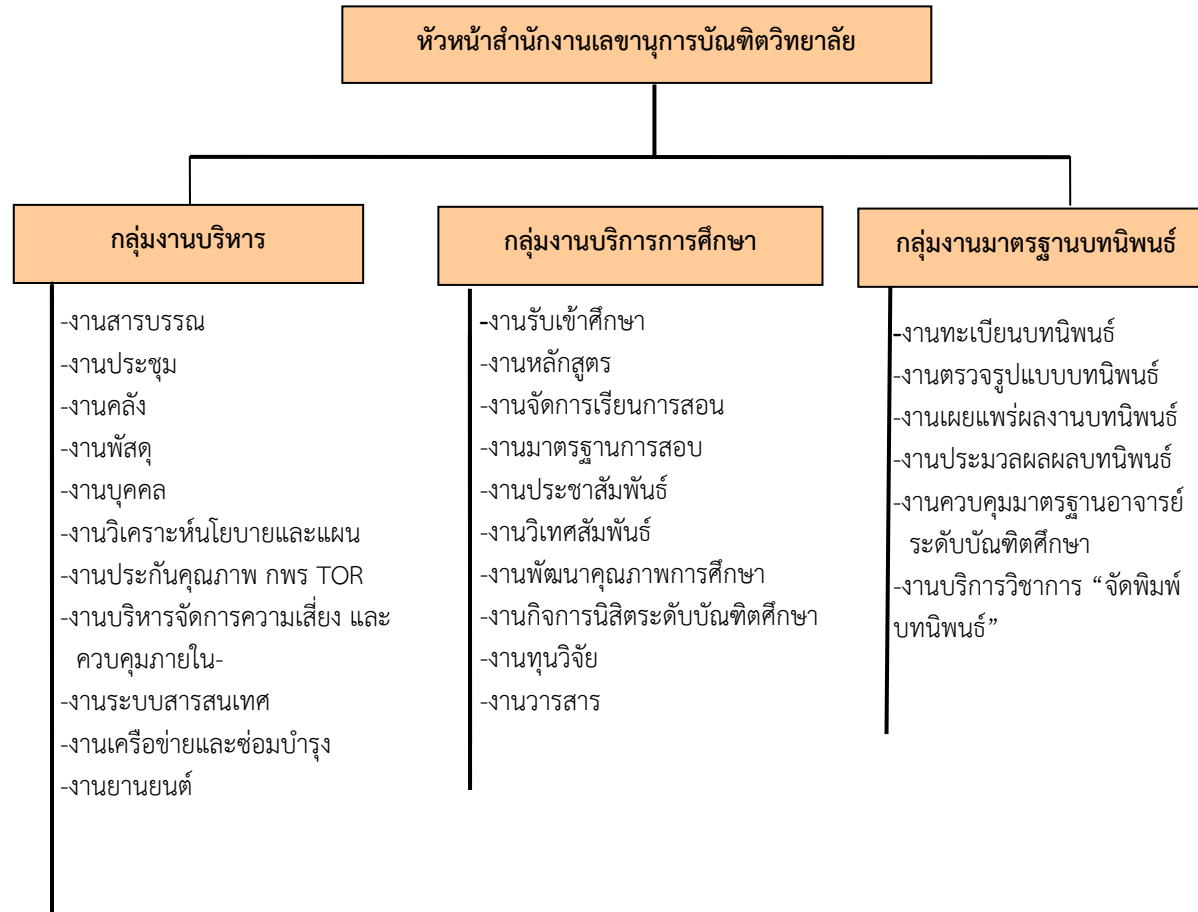 หัวหน้าสำนักงานเลขานุการบัณฑิตวิทยาลัย
กลุ่มงานบริหาร
-งานสารบรรณ
-งานประชุม
-งานคลัง
-งานพัสดุ
-งานบุคคล
-งานวิเคราะห์นโยบายและแผน
-งานประกันคุณภาพ กพร TOR
-งานบริหารจัดการความเสี่ยง และ
ควบคุมภายใน-
-งานระบบสารสนเทศ
-งานเครือข่ายและซ่อมบำรุง
-งานยานยนต์
กลุ่มงานบริการการศึกษา
-งานรับเข้าศึกษา
-งานหลักสูตร
-งานจัดการเรียนการสอน
-งานมาตรฐานการสอบ
-งานประชาสัมพันธ์
-งานวิเทศสัมพันธ์
-งานพัฒนาคุณภาพการศึกษา
-งานกิจการนิสิตระดับบัณฑิตศึกษา
-งานทุนวิจัย
-งานวารสาร
กลุ่มงานมาตรฐานบทนิพนธ์
-งานทะเบียนบทนิพนธ์
-งานตรวจรูปแบบบทนิพนธ์
-งานเผยแพร่ผลงานบทนิพนธ์
-งานประมวลผลผลบทนิพนธ์
-งานควบคุมมาตรฐานอาจารย์
ระดับบัณฑิตศึกษา
-งานบริการวิชาการ “จัดพิมพ์
บทนิพนธ์”